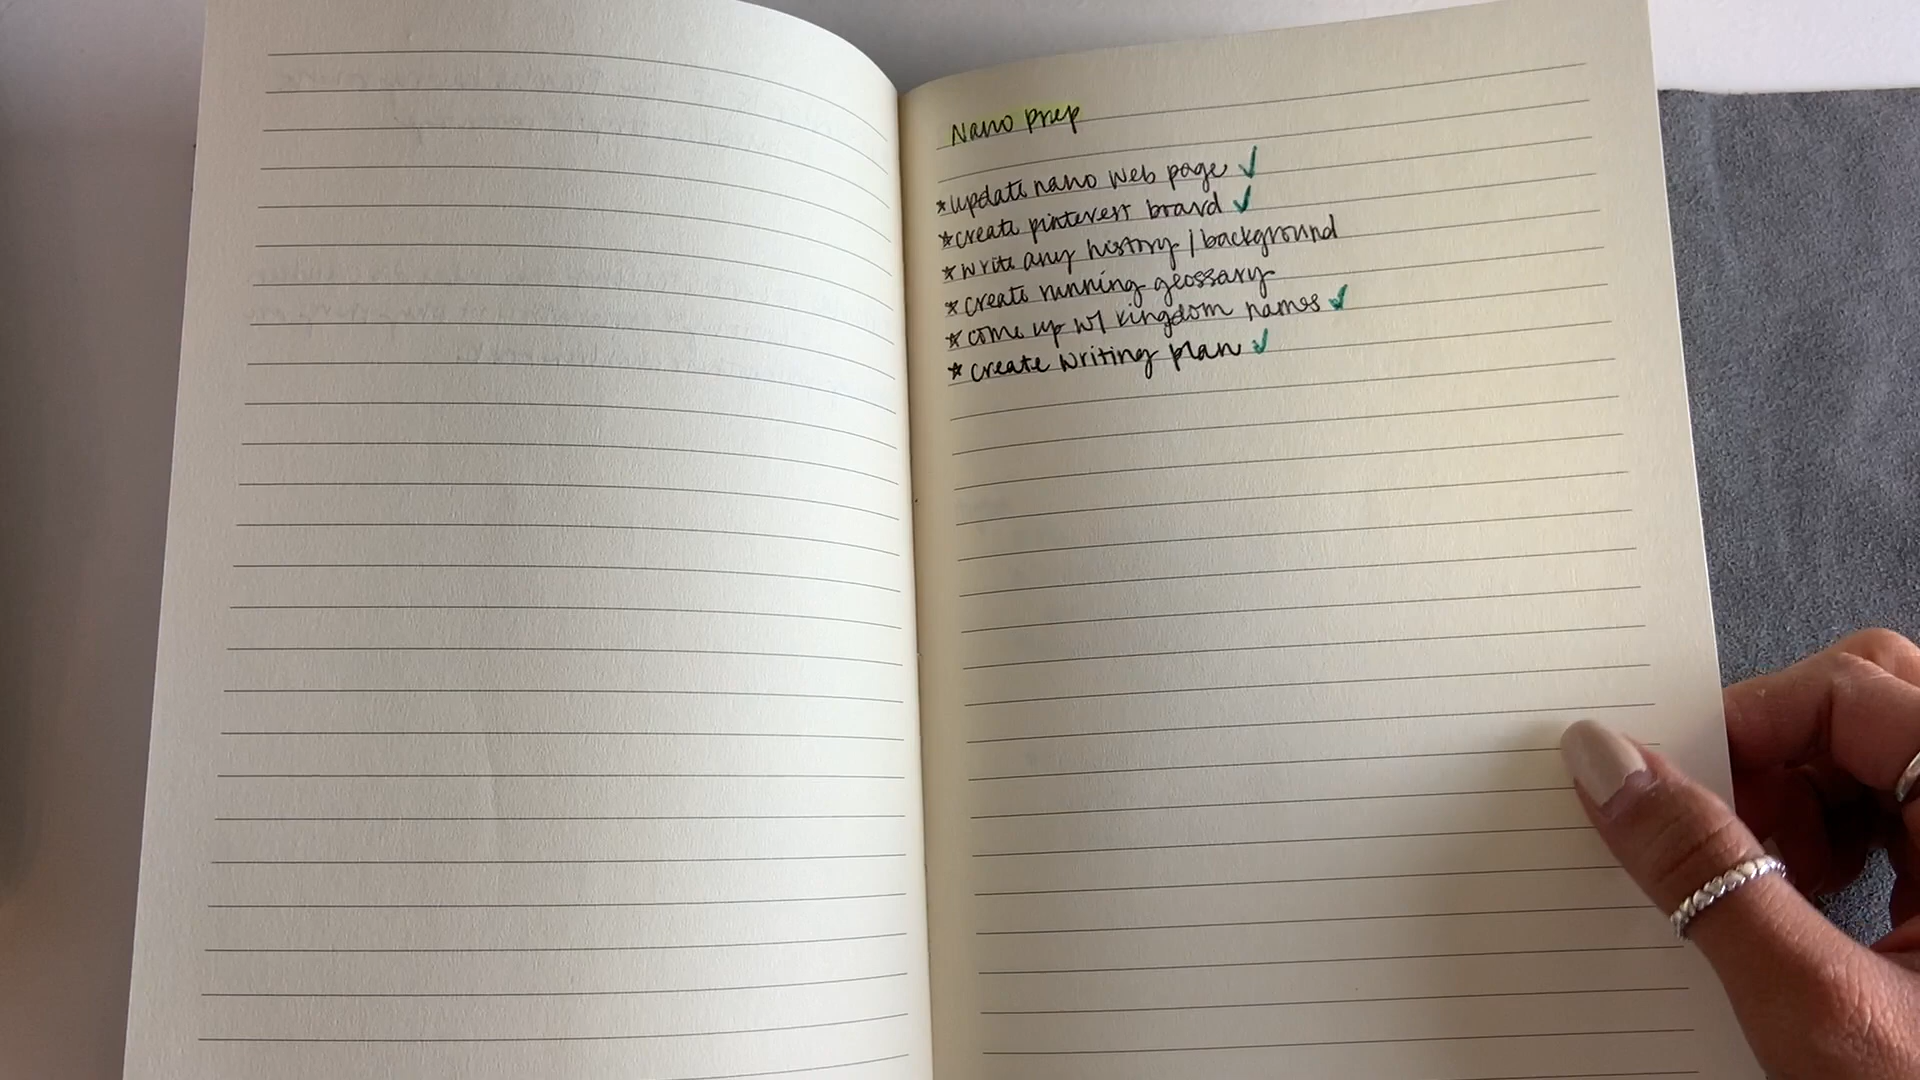 Nano Prep
*update nano web page ✓
*create pinterest board ✓
*write any history / background
*create running glossary
*come up w/ kingdom names ✓
*create writing plan ✓